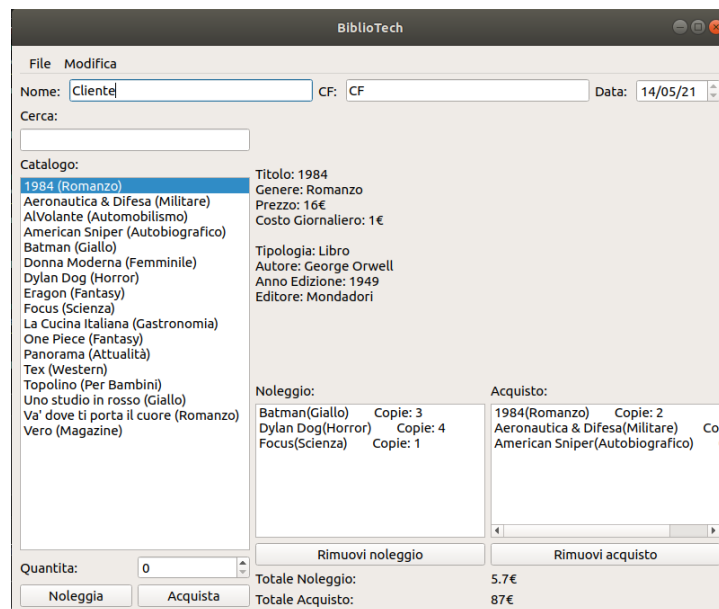 BiblioTech
File Modifica
Nome: Cliente CF: CF Data: 14/05/21
Cerca:
Catalogo:
1984 (Romanzo)
Aeronautica & Difesa (Militare)
AlVolante (Automobilismo)
American Sniper (Autobiografico)
Batman (Giallo)
Donna Moderna (Femminile)
Dylan Dog (Horror)
Eragon (Fantasy)
Focus (Scienza)
La Cucina Italiana (Gastronomia)
One Piece (Fantasy)
Panorama (Attualità)
Tex (Western)
Topolino (Per Bambini)
Uno studio in rosso (Giallo)
Va' dove ti porta il cuore (Romanzo)
Vero (Magazine)
Titolo: 1984
Genere: Romanzo
Prezzo: 16€
Costo Giornaliero: 1€
Tipologia: Libro
Autore: George Orwell
Anno Edizione: 1949
Editore: Mondadori
Noleggio:
Batman(Giallo) Copie: 3
Dylan Dog(Horror) Copie: 4
Focus(Scienza) Copie: 1
Rimuovi noleggio
Acquisto:
1984(Romanzo) Copie: 2
Aeronautica & Difesa(Militare) Co
American Sniper(Autobiografico)
Rimuovi acquisto
Quantita: 0
Noleggia Acquista
Totale Noleggio: 5.7€
Totale Acquisto: 87€